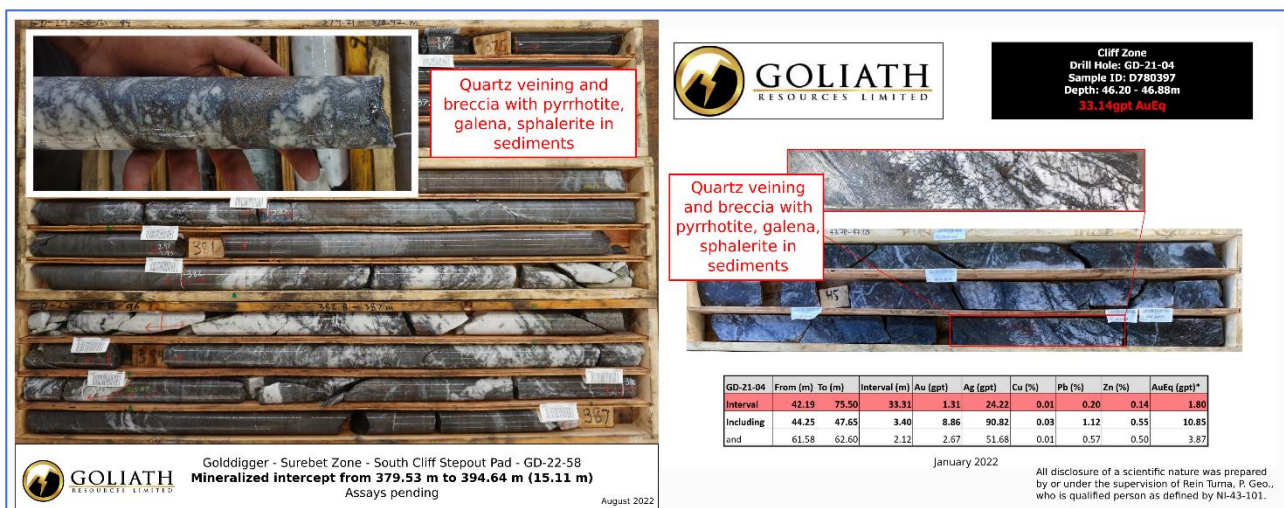 Quartz veining and
breccia with pyrrhotite,
galena, sphalerite in
sediments
381
382
387
GOLIATH
RESOURCES LIMITED
Golddigger - Surebet Zone - South Cliff Stepout Pad - GD-22-58
Mineralized intercept from 379.53 m to 394.64 m (15.11 m)
Assays pending
August 2022
GOLIATH
RESOURCES LIMITED
Cliff Zone
Drill Hole: GD-21-04
Sample ID: D780397
Depth: 46.20 - 46.88m
33.14gpt AuEq
Quartz veining
and breccia with
pyrrhotite, galena,
sphalerite in
sediments
45
GD-21-04 From (m) To (m) Interval (m) Au (gpt) Ag (gpt) Cu (%) Pb (%) Zn (%) AuEq (gpt)*
Interval 42.19 75.50 33.31 1.31 24.22 0.01 0.20 0.14 1.80
Including 44.25 47.65 3.40 8.86 90.82 0.03 1.12 0.55 10.85
and 61.58 62.60 2.12 2.67 51.68 0.01 0.57 0.50 3.87
January 2022
All disclosure of a scientific nature was prepared
by or under the supervision of Rein Turna, P. Geo.,
who is qualified person as defined by NI-43-101.